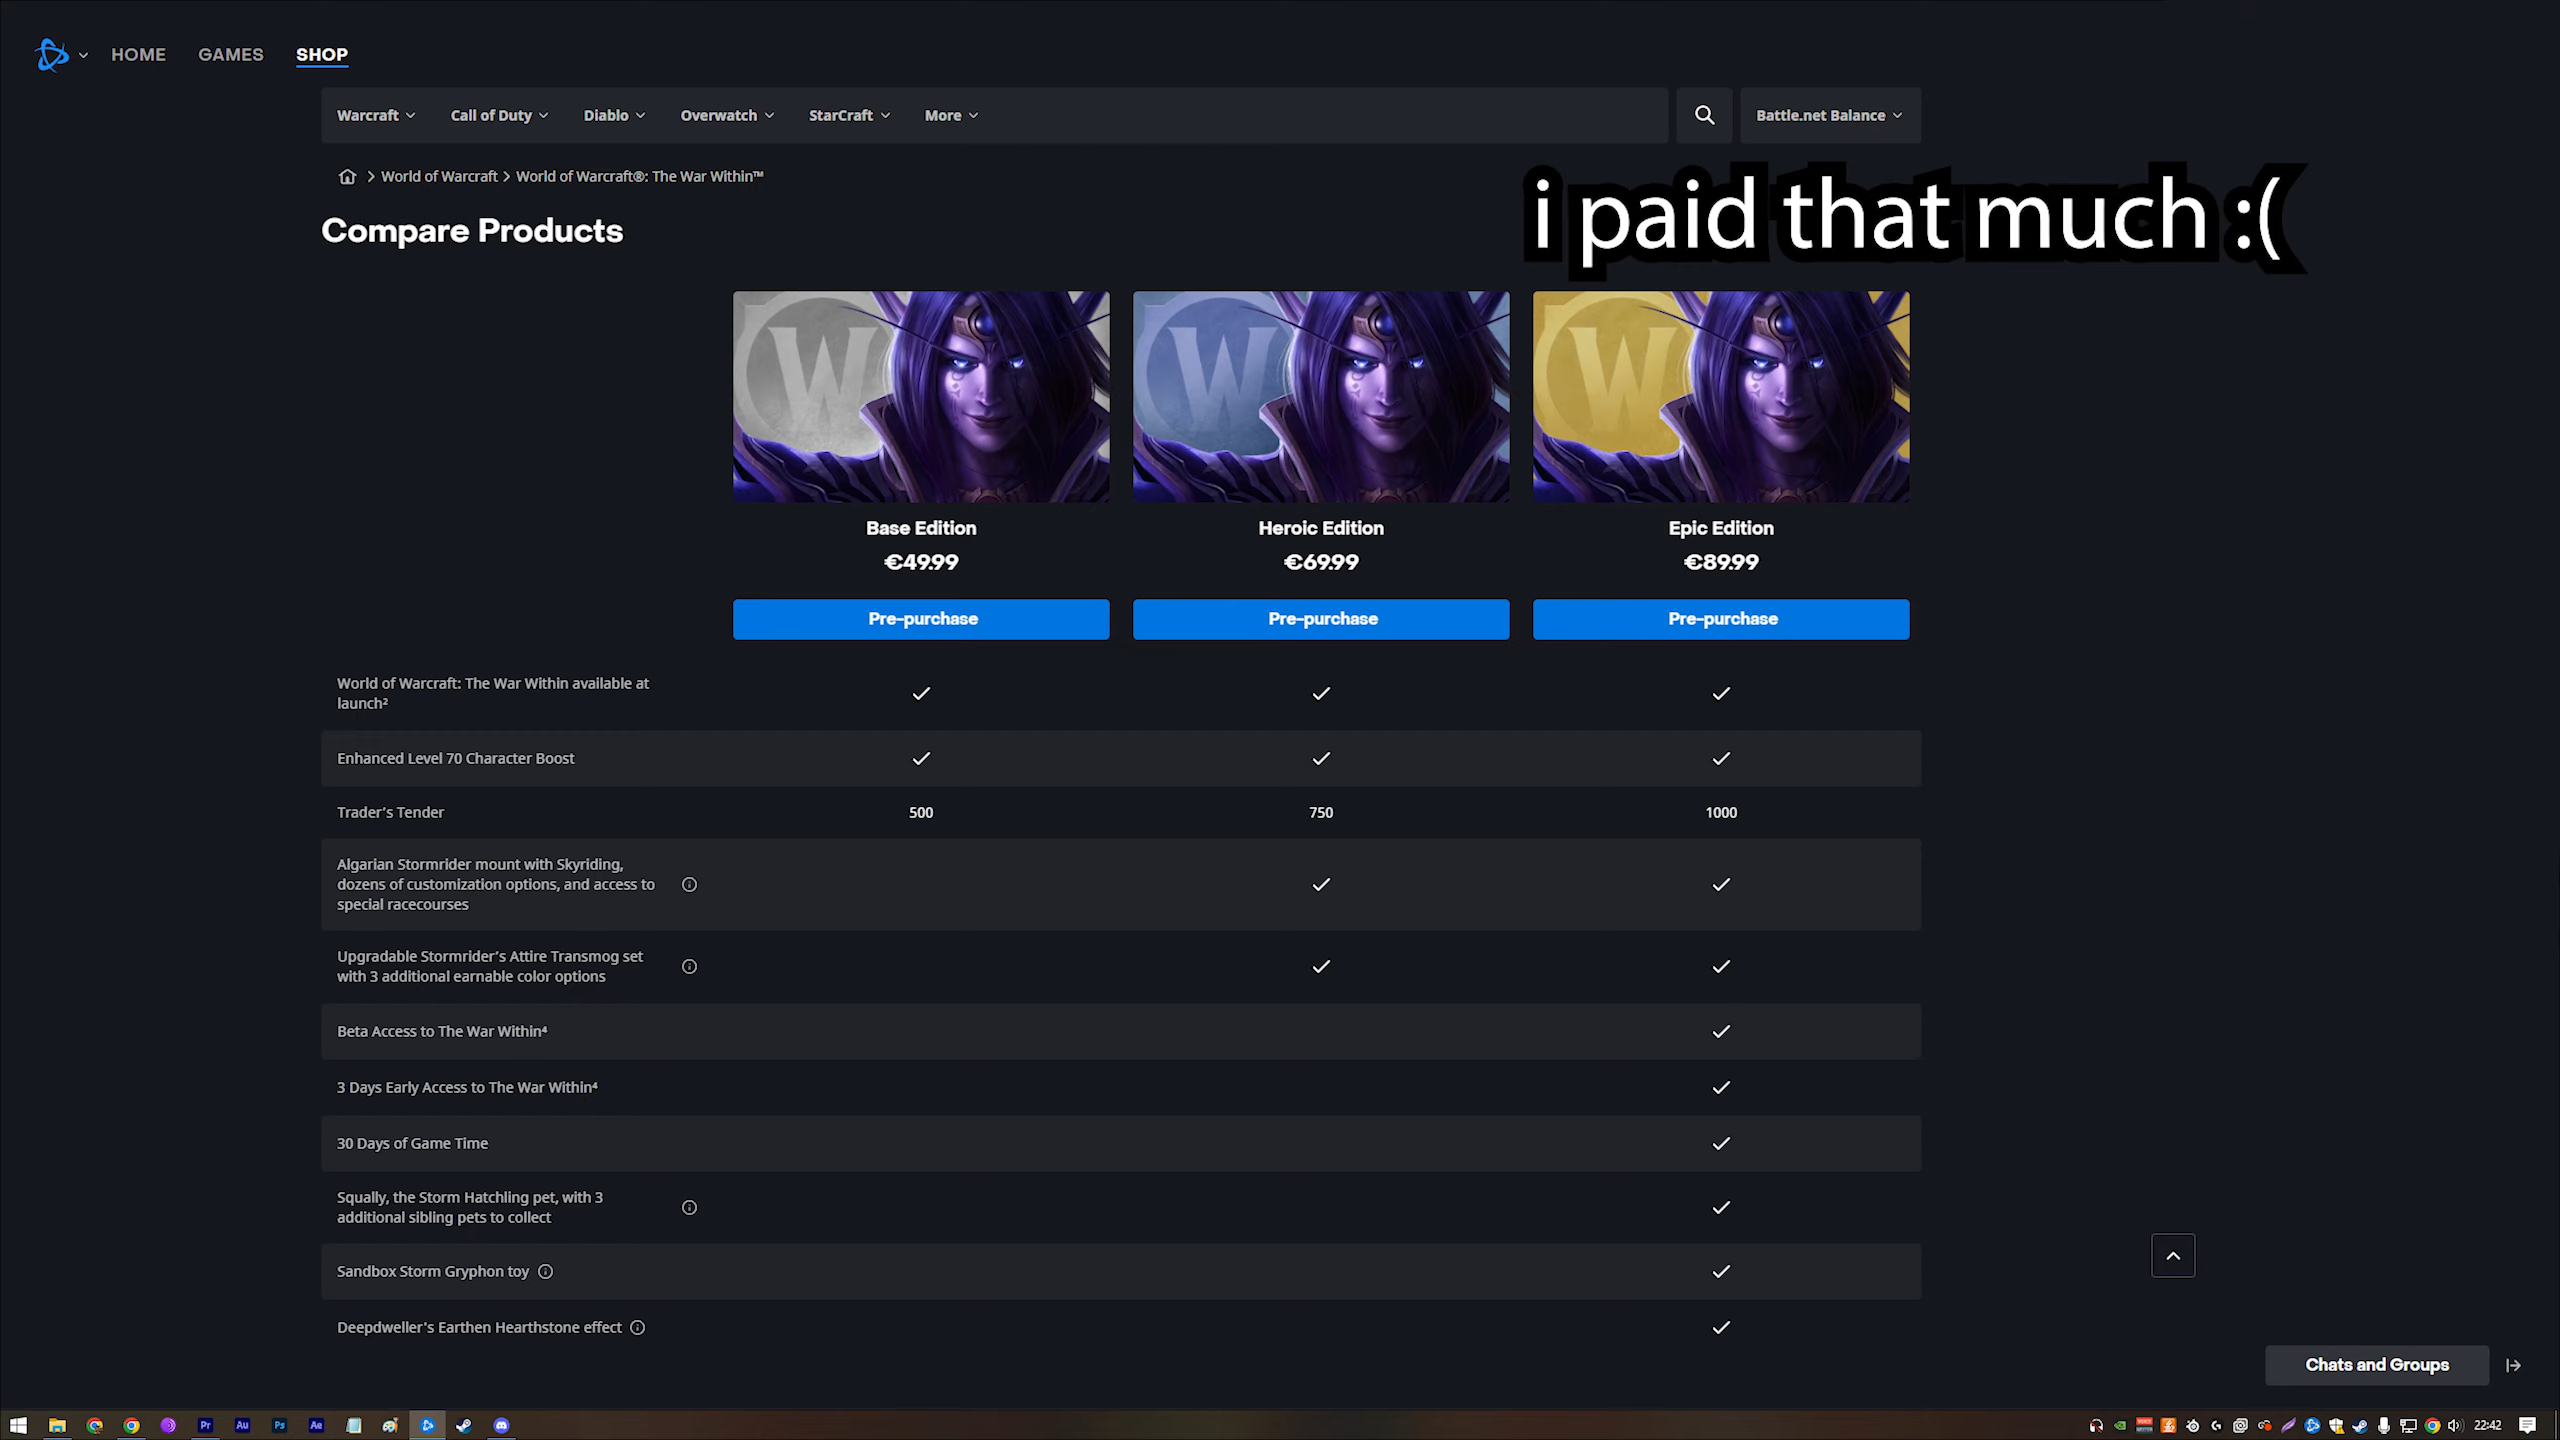 HOME GAMES SHOP
Warcraft Call of Duty Diablo Overwatch StarCraft More Battle.net Balance
World of Warcraft World of Warcraft®: The War Within™
i paid that much :(
Compare Products
W W W
Base Edition Heroic Edition Epic Edition
€49.99 €69.99 €89.99
Pre-purchase Pre-purchase Pre-purchase
World of Warcraft: The War Within available at
launch²
Enhanced Level 70 Character Boost
Trader's Tender 500 750 1000
Algarian Stormrider mount with Skyriding,
dozens of customization options, and access to
special racecourses
Upgradable Stormrider's Attire Transmog set
with 3 additional earnable color options
Beta Access to The War Within⁴
3 Days Early Access to The War Within⁴
30 Days of Game Time
Squally, the Storm Hatchling pet, with 3
additional sibling pets to collect
Sandbox Storm Gryphon toy
Deepdweller's Earthen Hearthstone effect
Chats and Groups
Pr Au Ps Ae 22:42